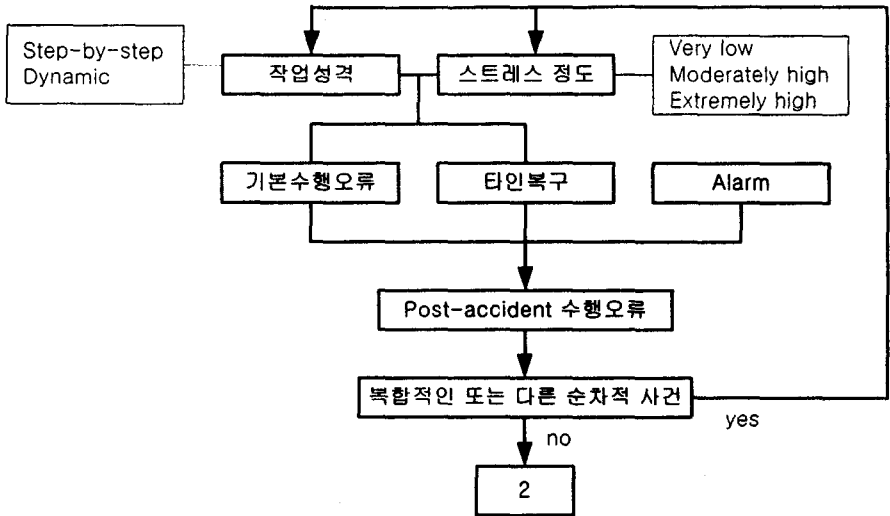 Step-by-step
Dynamic
작업성격
스트레스 정도
Very low
Moderately high
Extremely high
기본수행오류
타인복구
Alarm
Post-accident 수행오류
복합적인 또는 다른 순차적 사건
yes
no
2